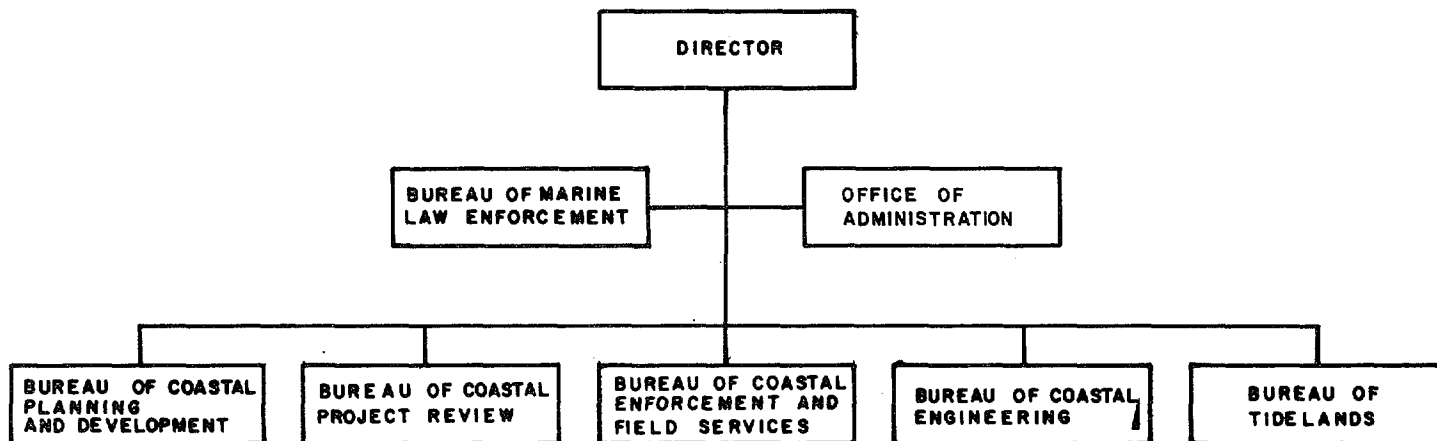 DIRECTOR
BUREAU OF MARINE
LAW ENFORCEMENT
OFFICE OF
ADMINISTRATION
BUREAU OF COASTAL
PLANNING
AND DEVELOPMENT
BUREAU OF COASTAL
PROJECT REVIEW
BUREAU OF COASTAL
ENFORCEMENT AND
FIELD SERVICES
BUREAU OF COASTAL
ENGINEERING
BUREAU OF
TIDELANDS